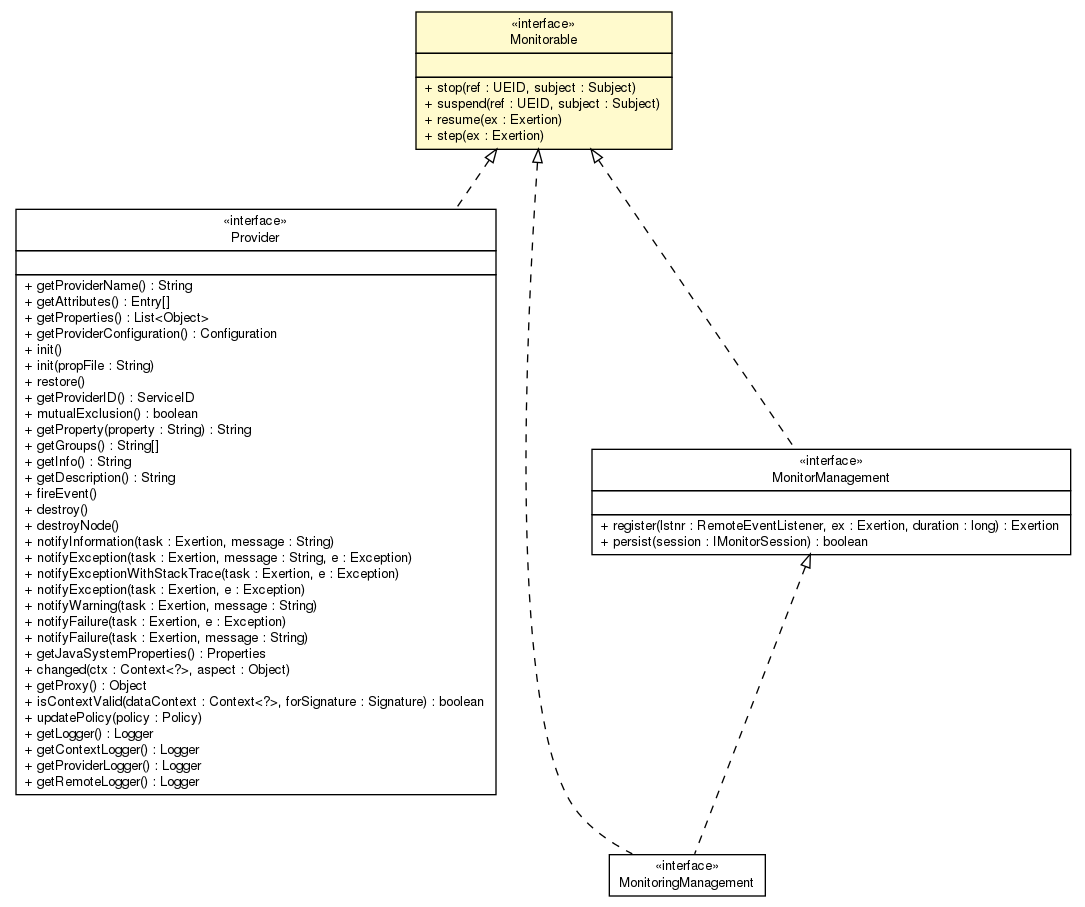 «interface»
Monitorable
+ stop(ref : UEID, subject : Subject)
+ suspend(ref : UEID, subject : Subject)
+ resume(ex : Exertion)
+ step(ex : Exertion)
«interface»
Provider
+ getProviderName() : String
+ getAttributes() : Entry[]
+ getProperties() : List<Object>
+ getProviderConfiguration() : Configuration
+ init()
+ init(propFile : String)
+ restore()
+ getProviderID() : ServiceID
+ mutualExclusion() : boolean
+ getProperty(property : String) : String
+ getGroups() : String[]
+ getInfo() : String
+ getDescription() : String
+ fireEvent()
+ destroy()
+ destroyNode()
+ notifyInformation(task : Exertion, message : String)
+ notifyException(task : Exertion, message : String, e : Exception)
+ notifyExceptionWithStackTrace(task : Exertion, e : Exception)
+ notifyException(task : Exertion, e : Exception)
+ notifyWarning(task : Exertion, message : String)
+ notifyFailure(task : Exertion, e : Exception)
+ notifyFailure(task : Exertion, message : String)
+ getJavaSystemProperties() : Properties
+ changed(ctx : Context<?>, aspect : Object)
+ getProxy() : Object
+ isContextValid(dataContext : Context<?>, forSignature : Signature) : boolean
+ updatePolicy(policy : Policy)
+ getLogger() : Logger
+ getContextLogger() : Logger
+ getProviderLogger() : Logger
+ getRemoteLogger() : Logger
«interface»
MonitorManagement
+ register(lstnr : RemoteEventListener, ex : Exertion, duration : long) : Exertion
+ persist(session : IMonitorSession) : boolean
«interface»
MonitoringManagement